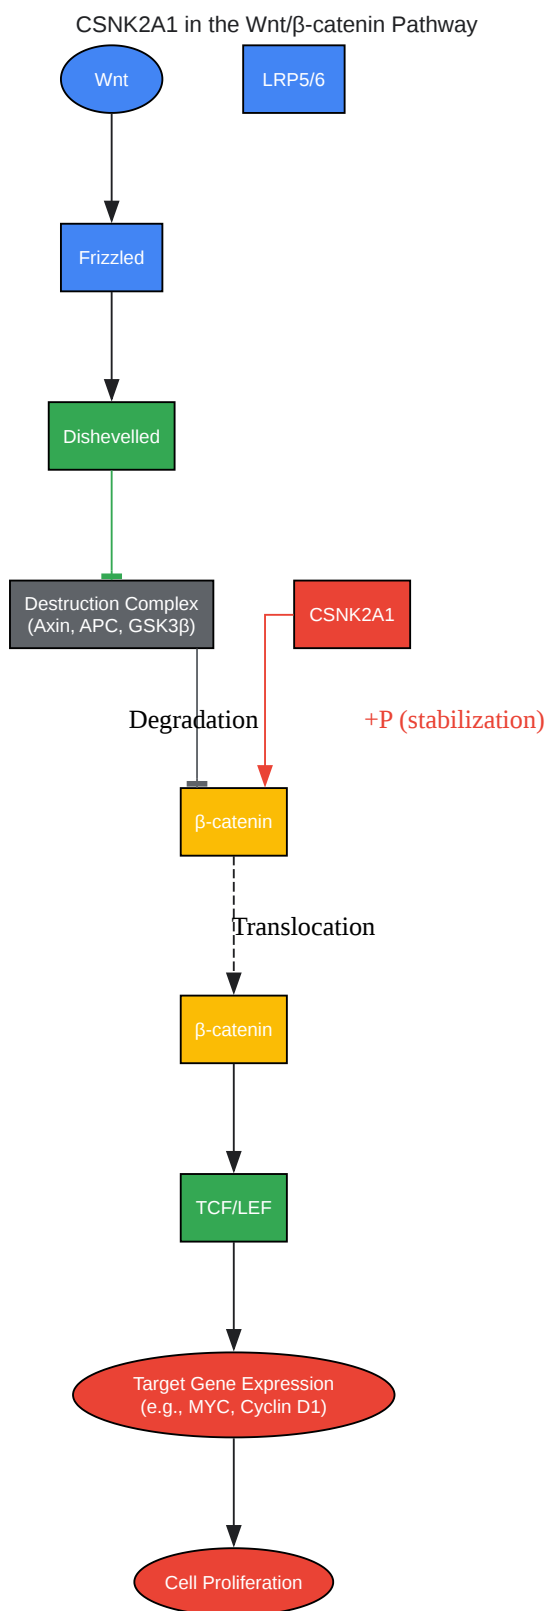 CSNK2A1 in the Wnt/β-catenin Pathway
Wnt
LRP5/6
Frizzled
Dishevelled
Destruction Complex
(Axin, APC, GSK3β)
CSNK2A1
Degradation
+P (stabilization)
β-catenin
Translocation
β-catenin
TCF/LEF
Target Gene Expression
(e.g., MYC, Cyclin D1)
Cell Proliferation